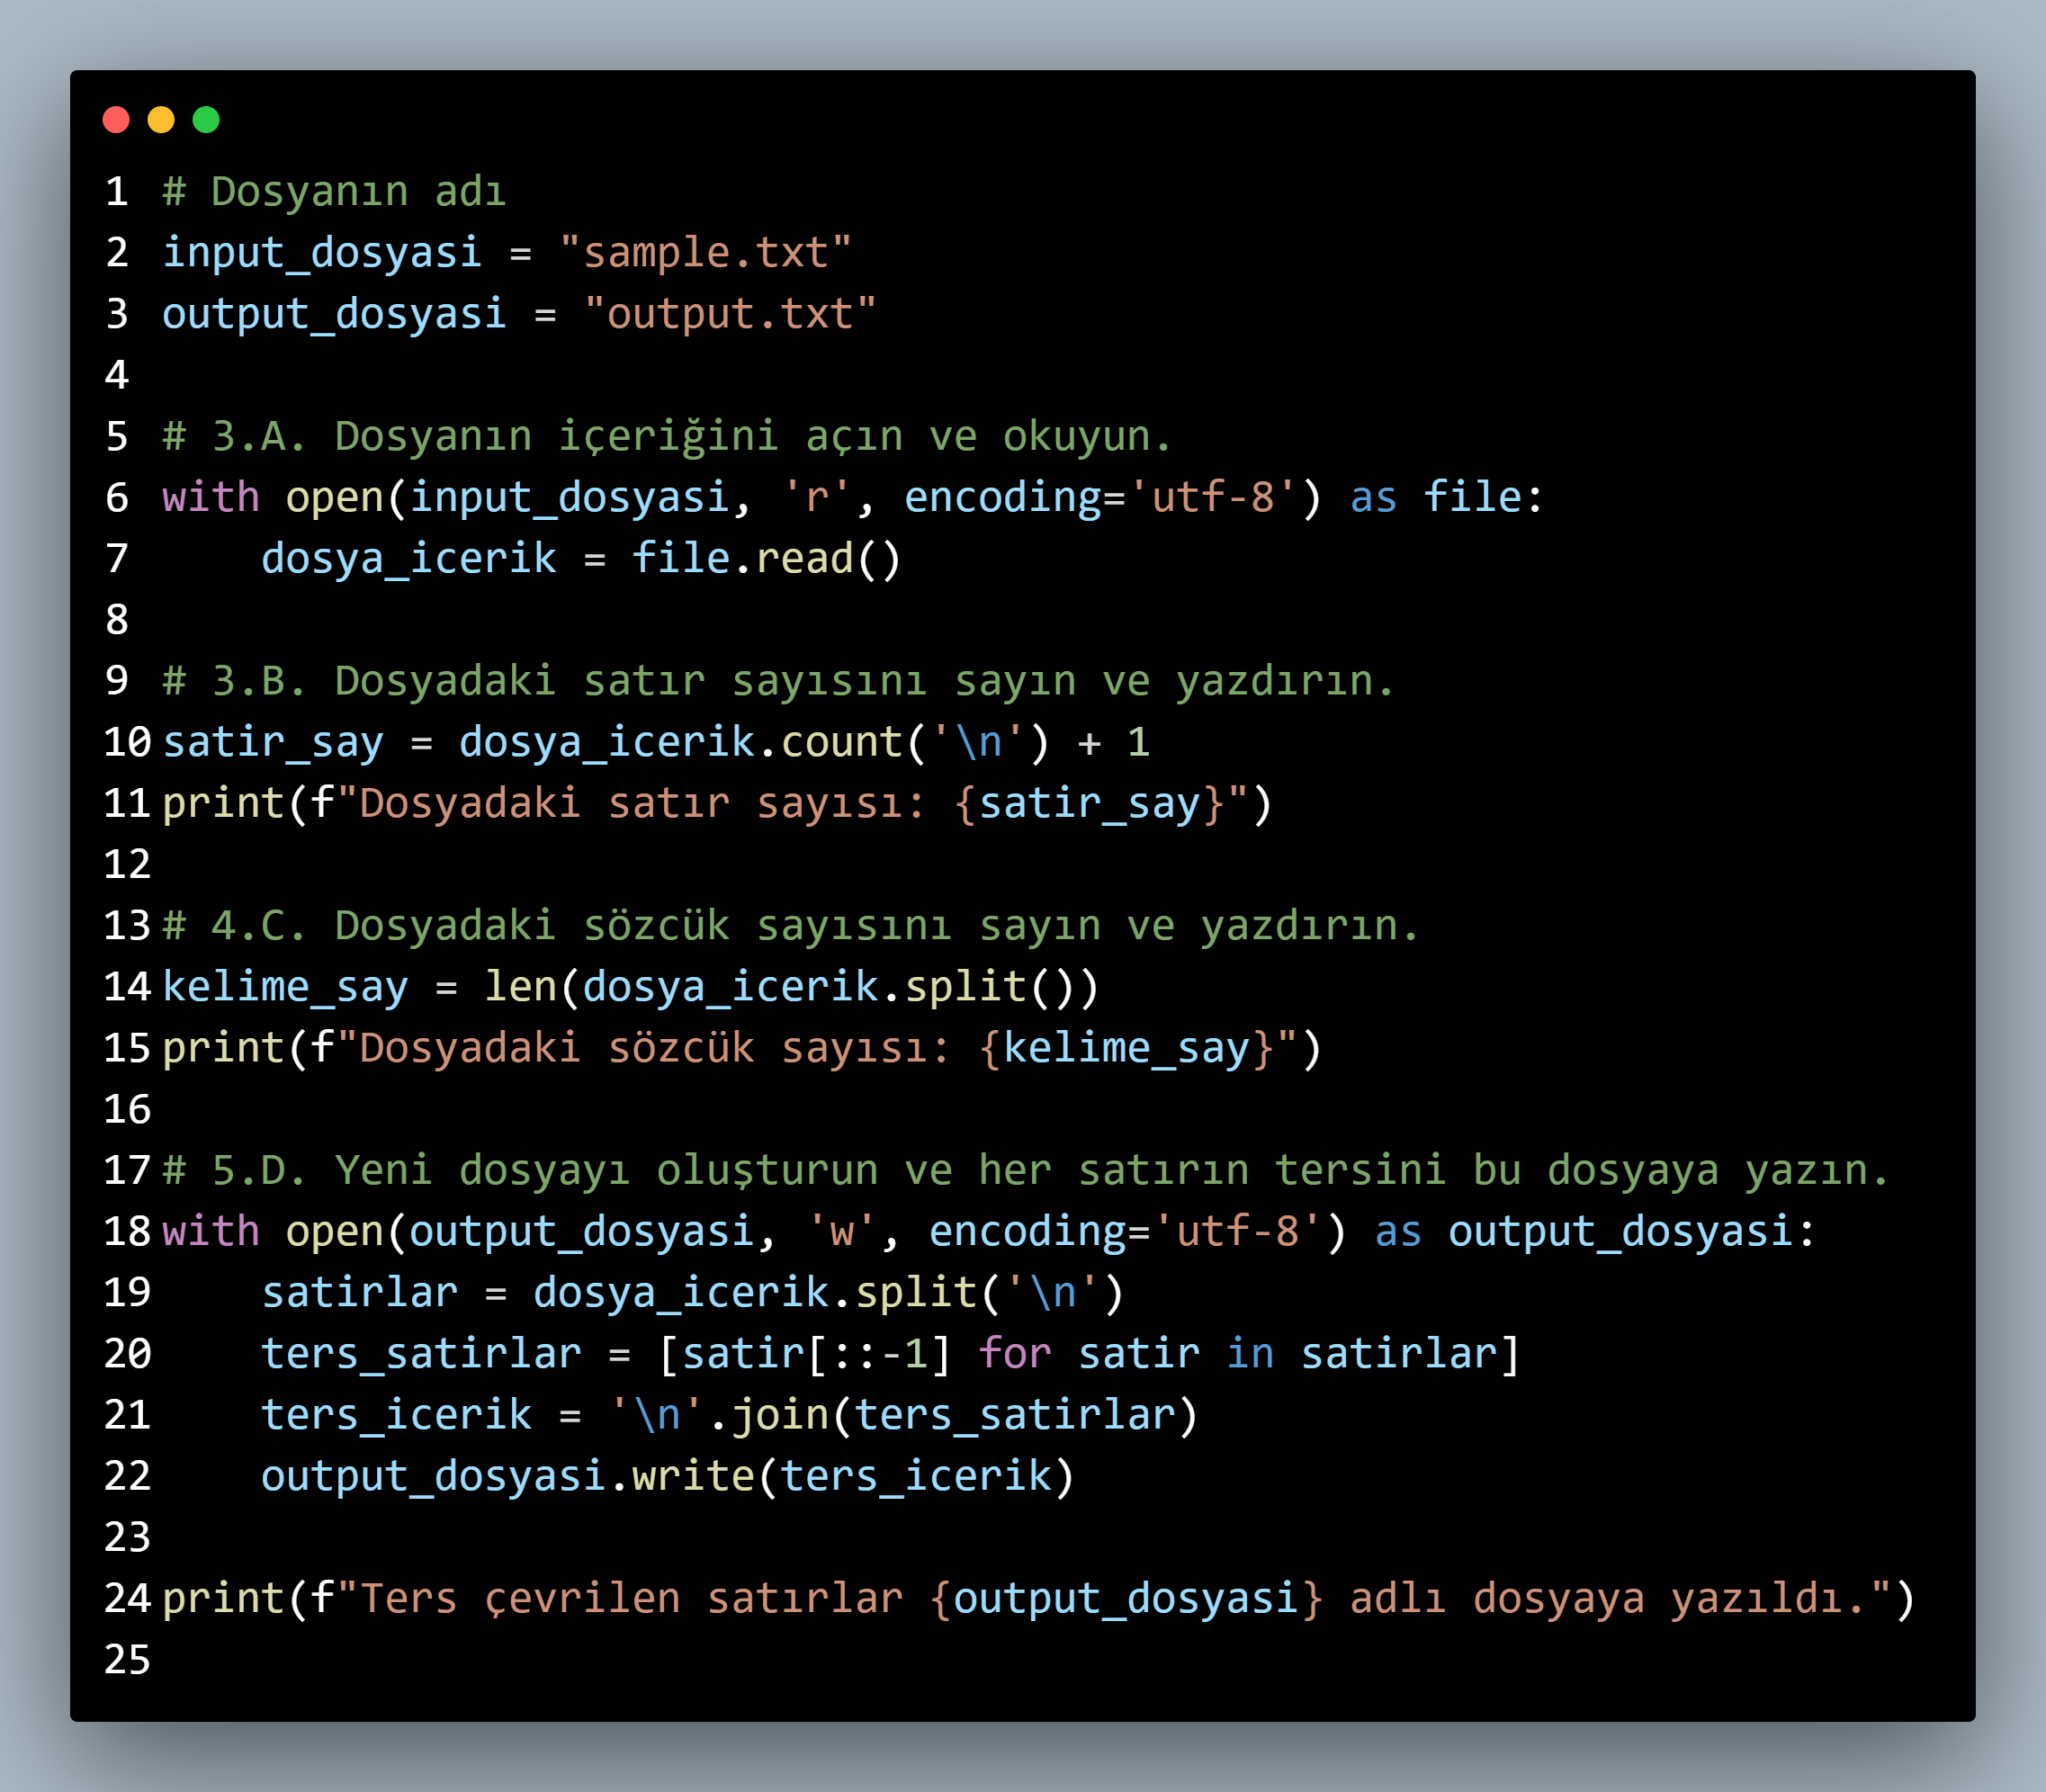 1 # Dosyanın adı
2 input_dosyasi = "sample.txt"
3 output_dosyasi = "output.txt"
4
5 # 3.A. Dosyanın içeriğini açın ve okuyun.
6 with open(input_dosyasi, 'r', encoding='utf-8') as file:
7     dosya_icerik = file.read()
8
9 # 3.B. Dosyadaki satır sayısını sayın ve yazdırın.
10 satir_say = dosya_icerik.count('\n') + 1
11 print(f"Dosyadaki satır sayısı: {satir_say}")
12
13 # 4.C. Dosyadaki sözcük sayısını sayın ve yazdırın.
14 kelime_say = len(dosya_icerik.split())
15 print(f"Dosyadaki sözcük sayısı: {kelime_say}")
16
17 # 5.D. Yeni dosyayı oluşturun ve her satırın tersini bu dosyaya yazın.
18 with open(output_dosyasi, 'w', encoding='utf-8') as output_dosyasi:
19     satirlar = dosya_icerik.split('\n')
20     ters_satirlar = [satir[::-1] for satir in satirlar]
21     ters_icerik = '\n'.join(ters_satirlar)
22     output_dosyasi.write(ters_icerik)
23
24 print(f"Ters çevrilen satırlar {output_dosyasi} adlı dosyaya yazıldı.")
25